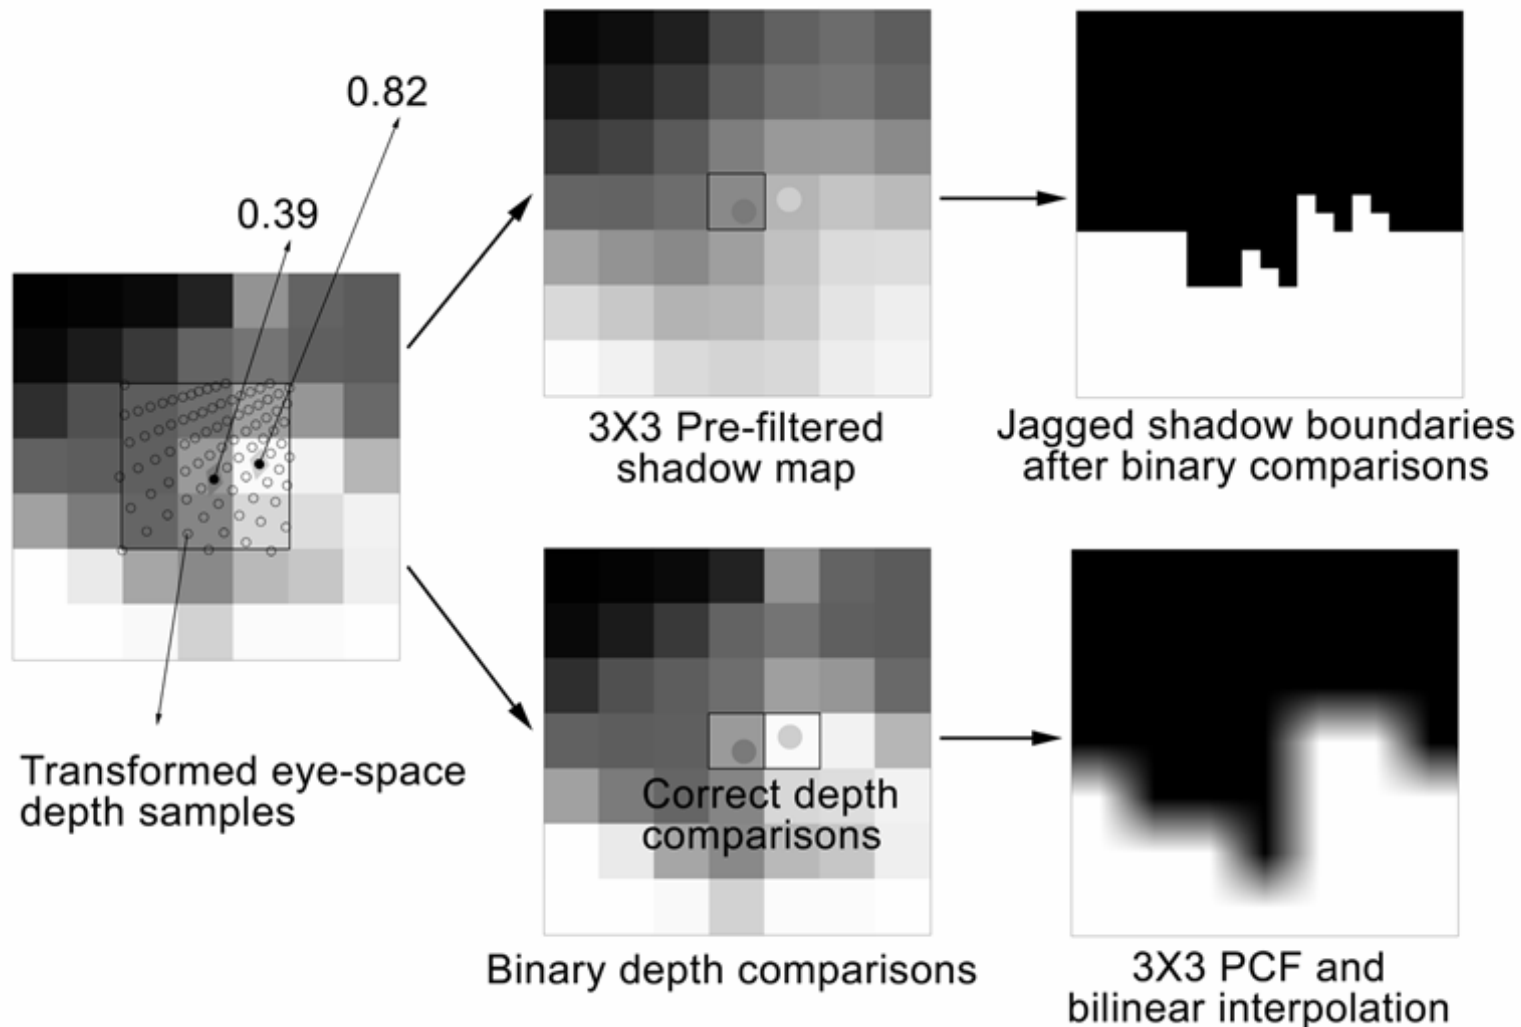 0.82
0.39
Transformed eye-space
depth samples
3X3 Pre-filtered
shadow map
Jagged shadow boundaries
after binary comparisons
Correct depth
comparisons
Binary depth comparisons
3X3 PCF and
bilinear interpolation